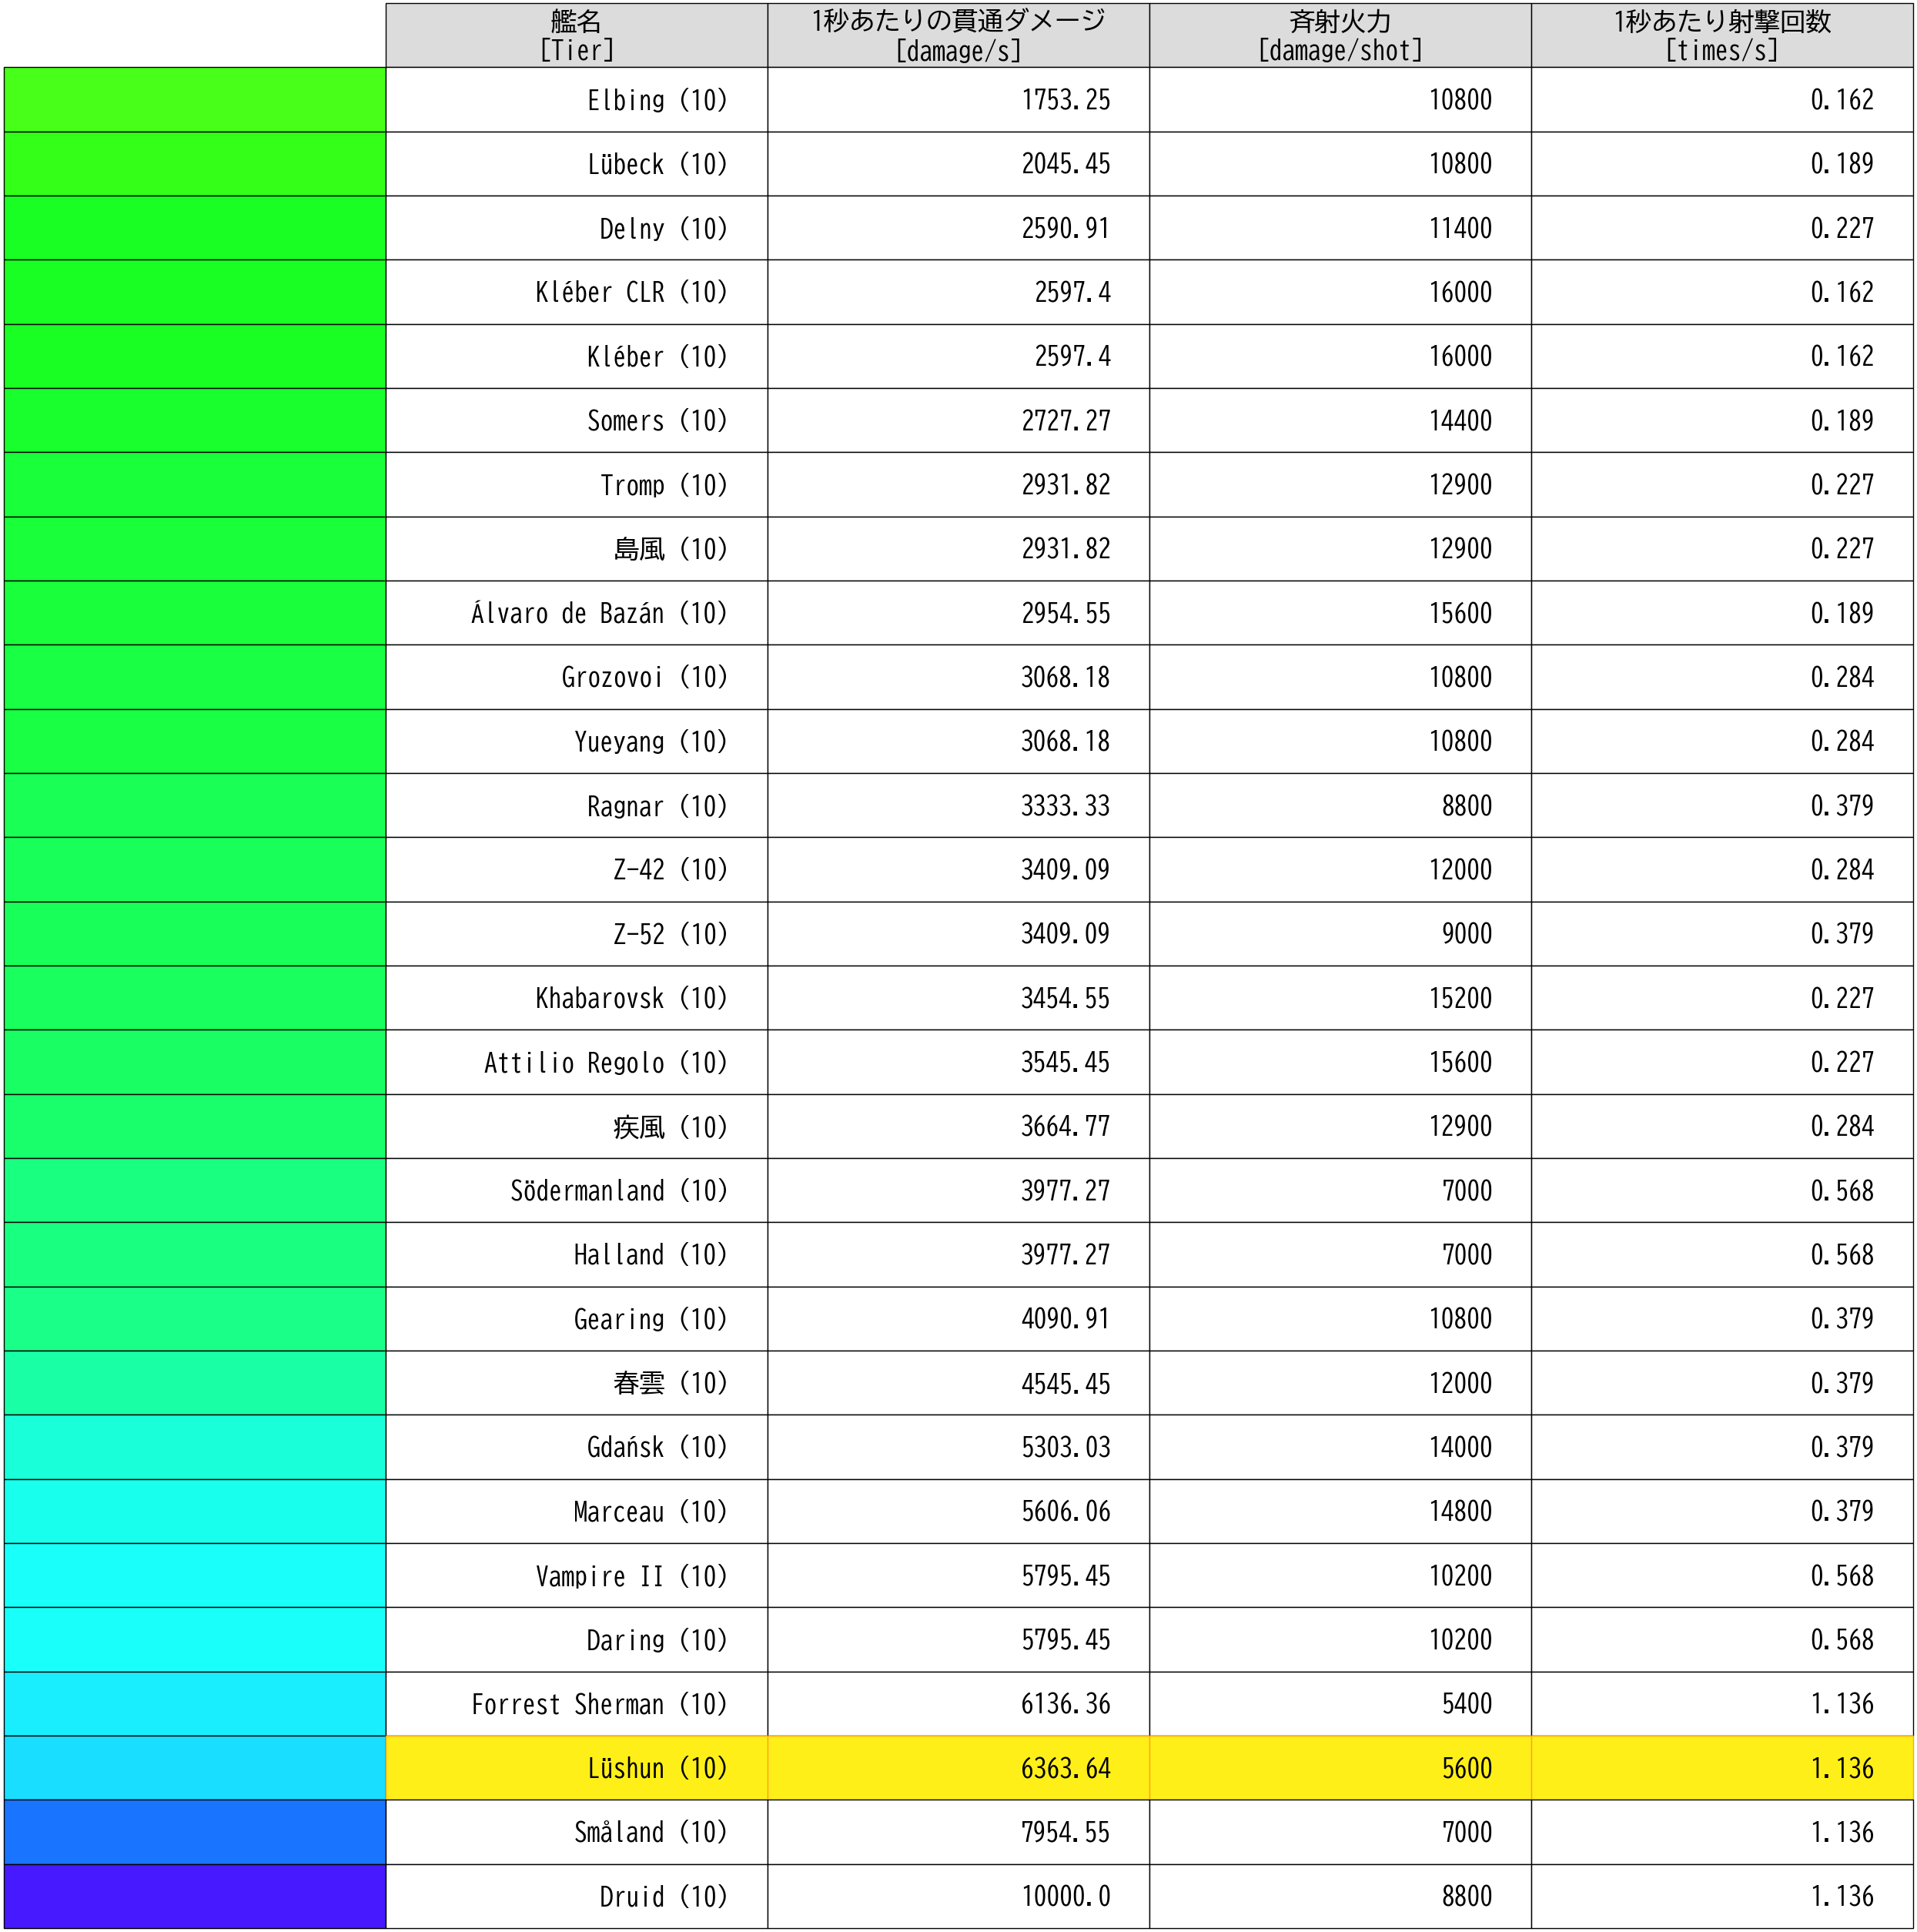 艦名 1秒あたりの貫通ダメージ 斉射火力 1秒あたり射撃回数
[Tier] [damage/s] [damage/shot] [times/s]
Elbing (10) 1753.25 10800 0.162
Lübeck (10) 2045.45 10800 0.189
Delny (10) 2590.91 11400 0.227
Kléber CLR (10) 2597.4 16000 0.162
Kléber (10) 2597.4 16000 0.162
Somers (10) 2727.27 14400 0.189
Tromp (10) 2931.82 12900 0.227
島風 (10) 2931.82 12900 0.227
Álvaro de Bazán (10) 2954.55 15600 0.189
Grozovoi (10) 3068.18 10800 0.284
Yueyang (10) 3068.18 10800 0.284
Ragnar (10) 3333.33 8800 0.379
Z-42 (10) 3409.09 12000 0.284
Z-52 (10) 3409.09 9000 0.379
Khabarovsk (10) 3454.55 15200 0.227
Attilio Regolo (10) 3545.45 15600 0.227
疾風 (10) 3664.77 12900 0.284
Södermanland (10) 3977.27 7000 0.568
Halland (10) 3977.27 7000 0.568
Gearing (10) 4090.91 10800 0.379
春雲 (10) 4545.45 12000 0.379
Gdańsk (10) 5303.03 14000 0.379
Marceau (10) 5606.06 14800 0.379
Vampire II (10) 5795.45 10200 0.568
Daring (10) 5795.45 10200 0.568
Forrest Sherman (10) 6136.36 5400 1.136
Lüshun (10) 6363.64 5600 1.136
Småland (10) 7954.55 7000 1.136
Druid (10) 10000.0 8800 1.136